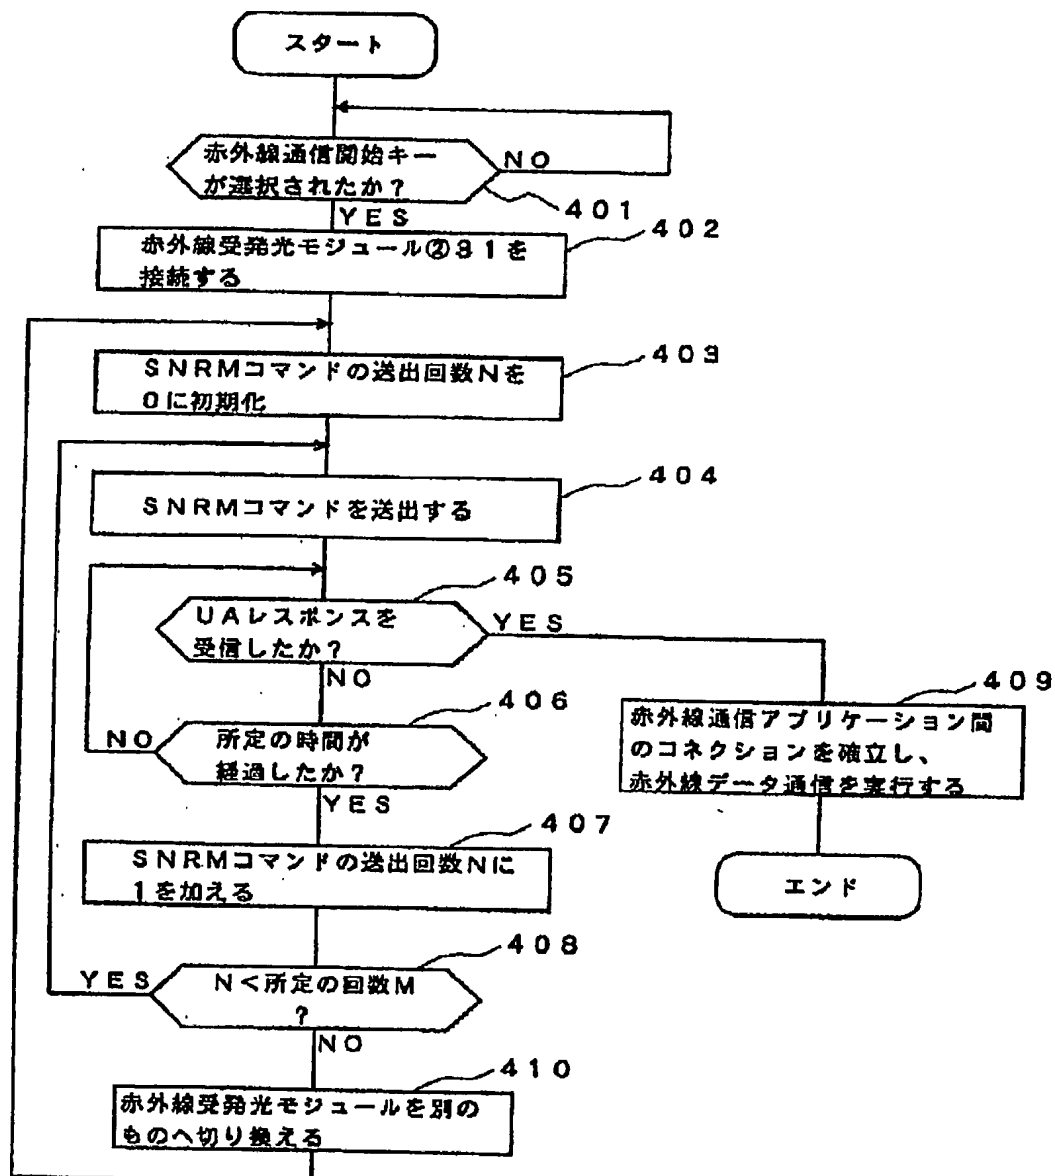 スタート
赤外線通信開始キー
が選択されたか？
NO
401
YES
402
赤外線受発光モジュール②31を
接続する
403
SNRMコマンドの送出回数Nを
0に初期化
404
SNRMコマンドを送出する
405
UAレスポンスを
受信したか？
YES
NO
406
409
所定の時間が
経過したか？
NO
YES
赤外線通信アプリケーション間
のコネクションを確立し、
赤外線データ通信を実行する
407
SNRMコマンドの送出回数Nに
1を加える
エンド
408
YES
N＜所定の回数M
？
NO
410
赤外線受発光モジュールを別の
ものへ切り換える